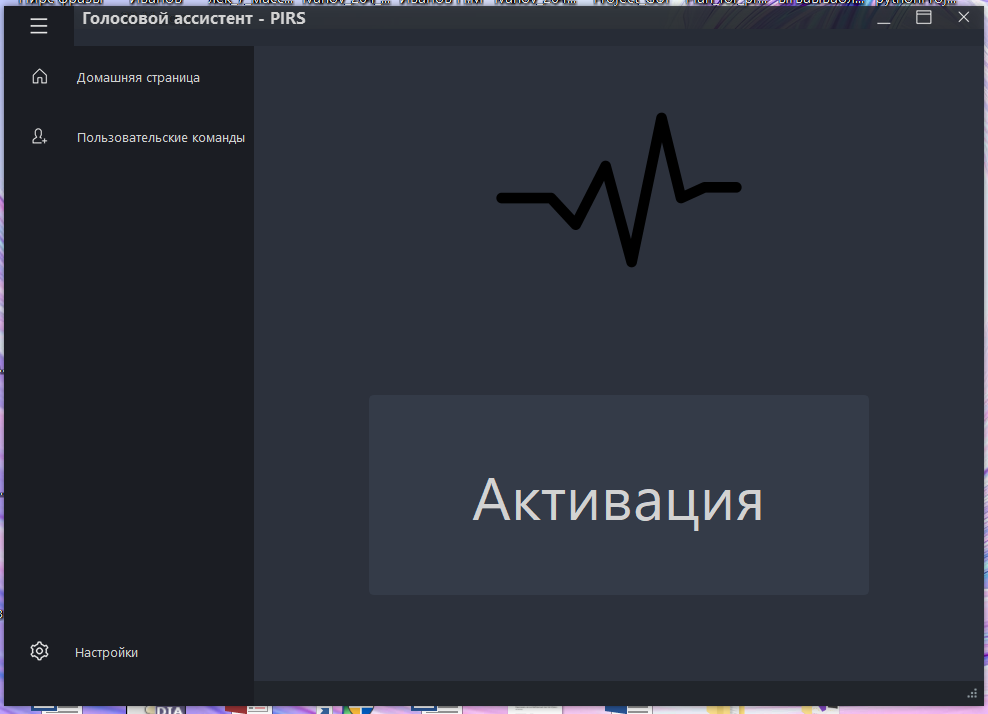 Голосовой ассистент - PIRS
Домашняя страница
Пользовательские команды
Активация
Настройки